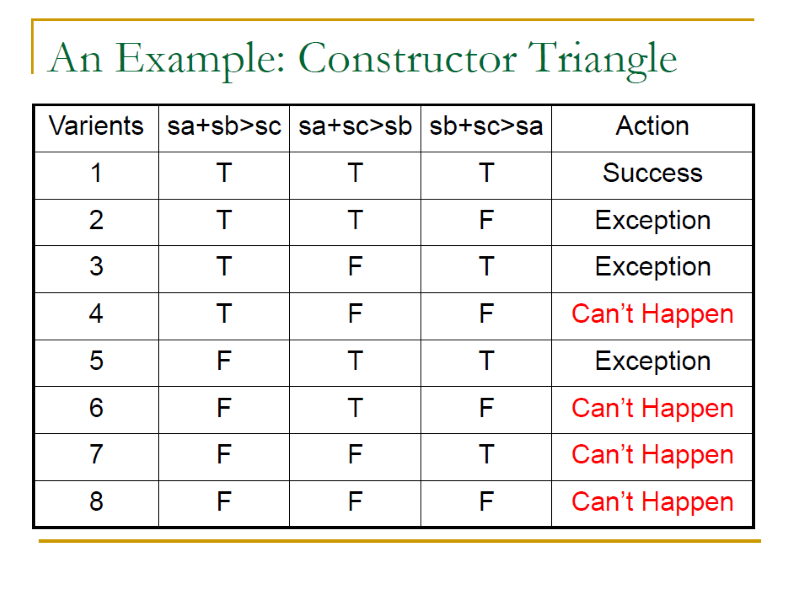 An Example: Constructor Triangle
Varients sa+sb>sc sa+sc>sb sb+sc>sa Action
1 T T T Success
2 T T F Exception
3 T F T Exception
4 T F F Can't Happen
5 F T T Exception
6 F T F Can't Happen
7 F F T Can't Happen
8 F F F Can't Happen